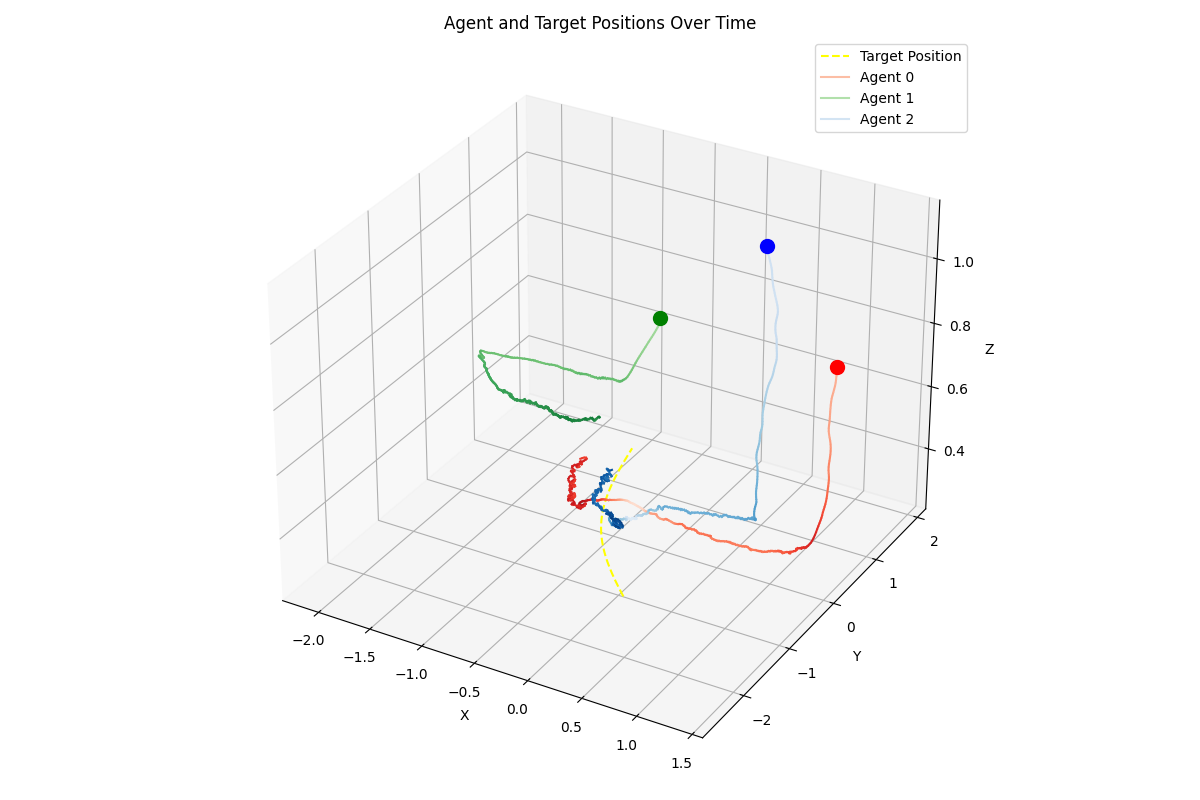 Agent and Target Positions Over Time
Target Position
Agent 0
Agent 1
Agent 2
1.0
0.8
0.6
0.4
Z
2
1
0
−1
−2
Y
−2.0
−1.5
−1.0
−0.5
0.0
0.5
1.0
1.5
X